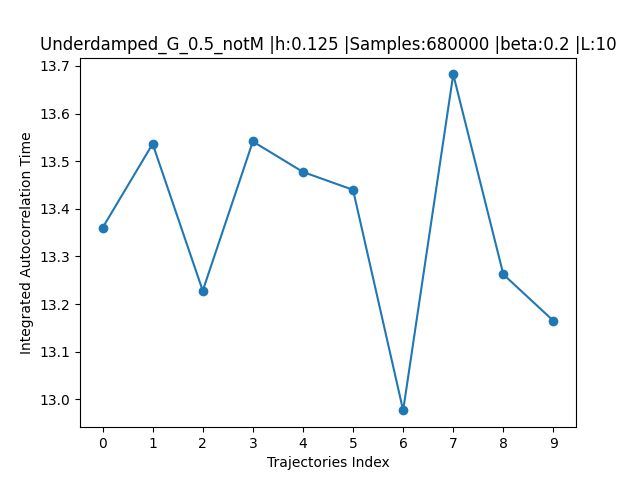 Underdamped_G_0.5_notM |h:0.125 |Samples:680000 |beta:0.2 |L:10
13.7
13.6
13.5
13.4
13.3
13.2
13.1
13.0
Integrated Autocorrelation Time
0 1 2 3 4 5 6 7 8 9
Trajectories Index